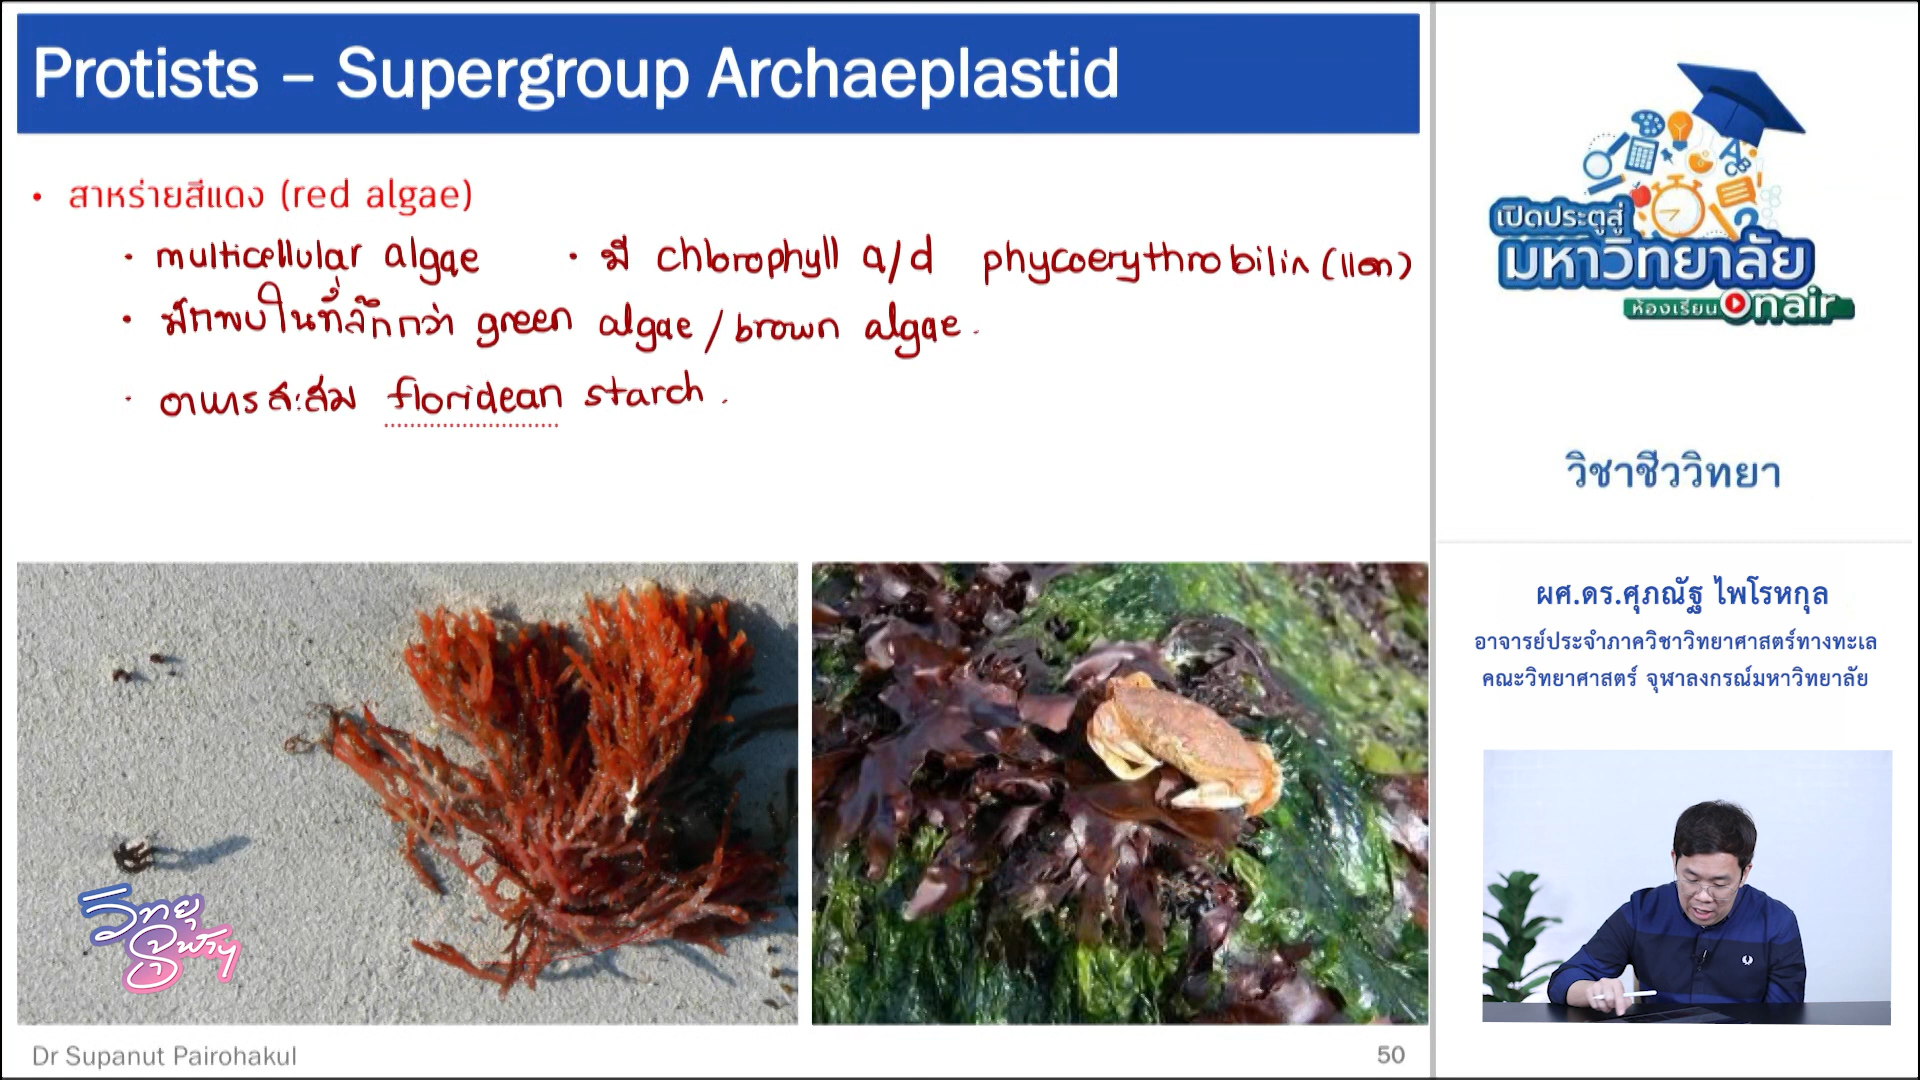 Protists – Supergroup Archaeplastid
• สาหร่ายสีแดง (red algae)
• multicellular algae • มี chlorophyll a/d phycoerythrobilin (แดง)
• มักพบในที่ลึกกว่า green algae / brown algae.
• อาหารสะสม floridean starch.
วิทยุ
จุฬาฯ
Dr Supanut Pairohakul
50
เปิดประตูสู่
มหาวิทยาลัย
ห้องเรียน Onair
วิชาชีววิทยา
ผศ.ดร.ศุภณัฐ ไพโรหกุล
อาจารย์ประจำภาควิชาวิทยาศาสตร์ทางทะเล
คณะวิทยาศาสตร์ จุฬาลงกรณ์มหาวิทยาลัย